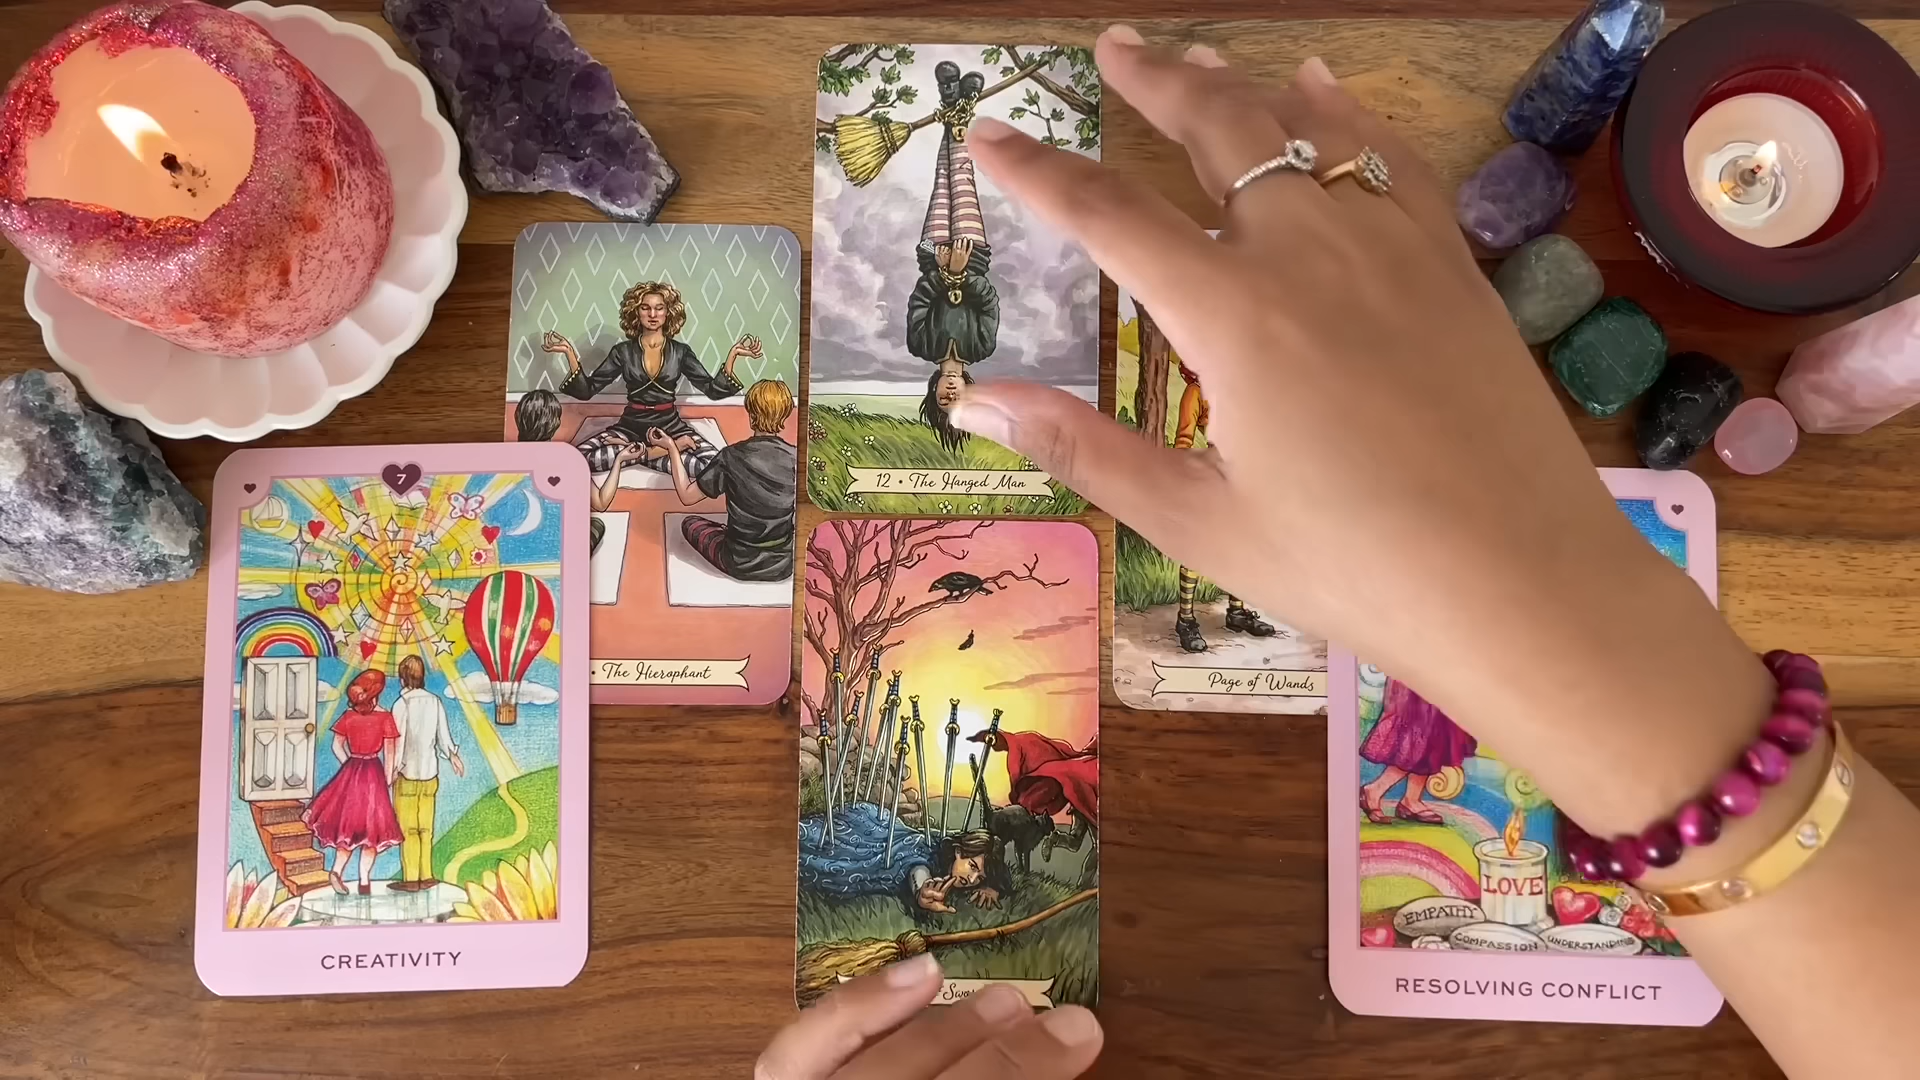 12 • The Hanged Man
7
• The Hierophant
Page of Wands
LOVE
EMPATHY
COMPASSION
UNDERSTANDING
CREATIVITY
RESOLVING CONFLICT